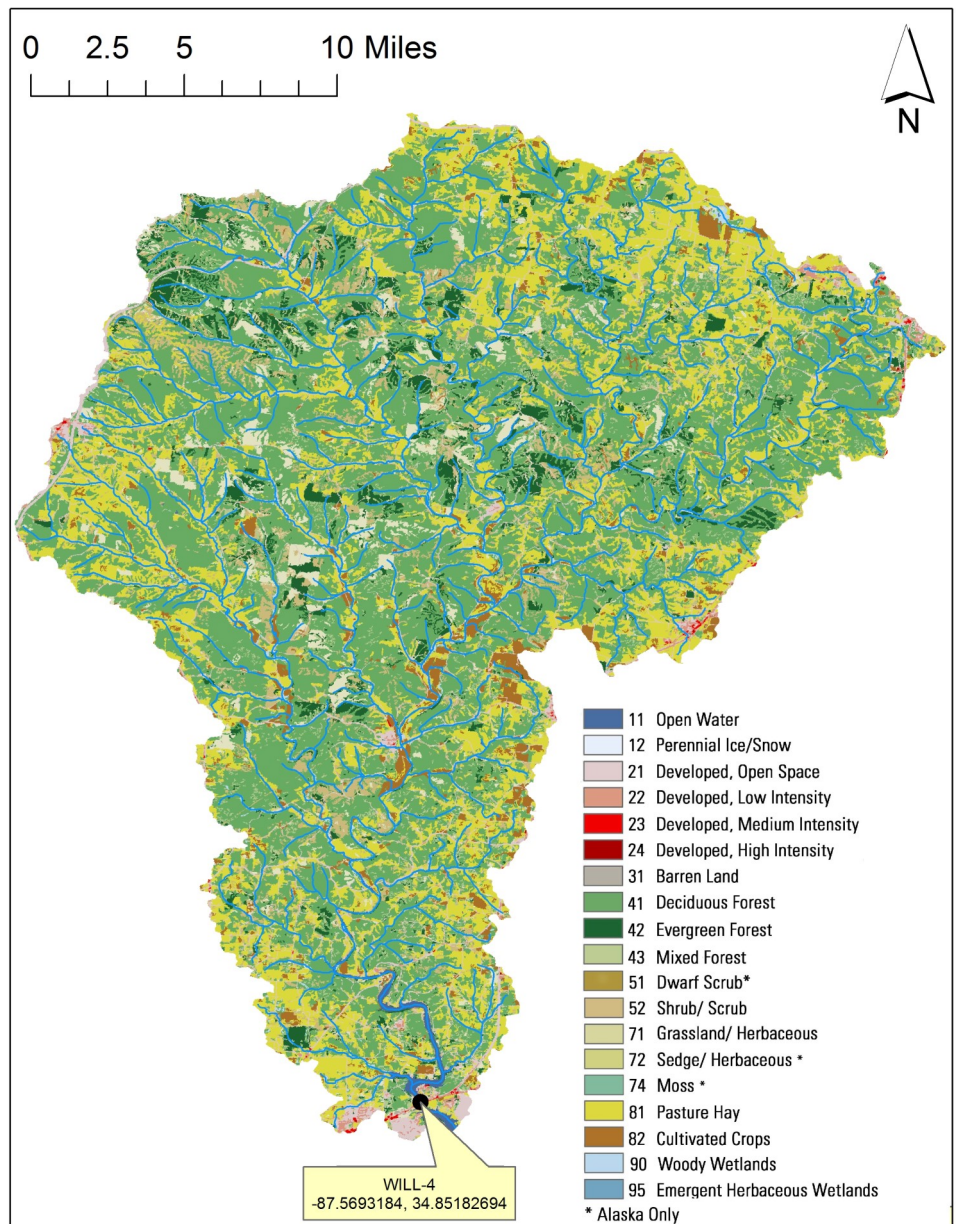 0 2.5 5 10 Miles
N
11 Open Water
12 Perennial Ice/Snow
21 Developed, Open Space
22 Developed, Low Intensity
23 Developed, Medium Intensity
24 Developed, High Intensity
31 Barren Land
41 Deciduous Forest
42 Evergreen Forest
43 Mixed Forest
51 Dwarf Scrub*
52 Shrub/ Scrub
71 Grassland/ Herbaceous
72 Sedge/ Herbaceous *
74 Moss *
81 Pasture Hay
82 Cultivated Crops
90 Woody Wetlands
95 Emergent Herbaceous Wetlands
* Alaska Only
WILL-4
-87.5693184, 34.85182694